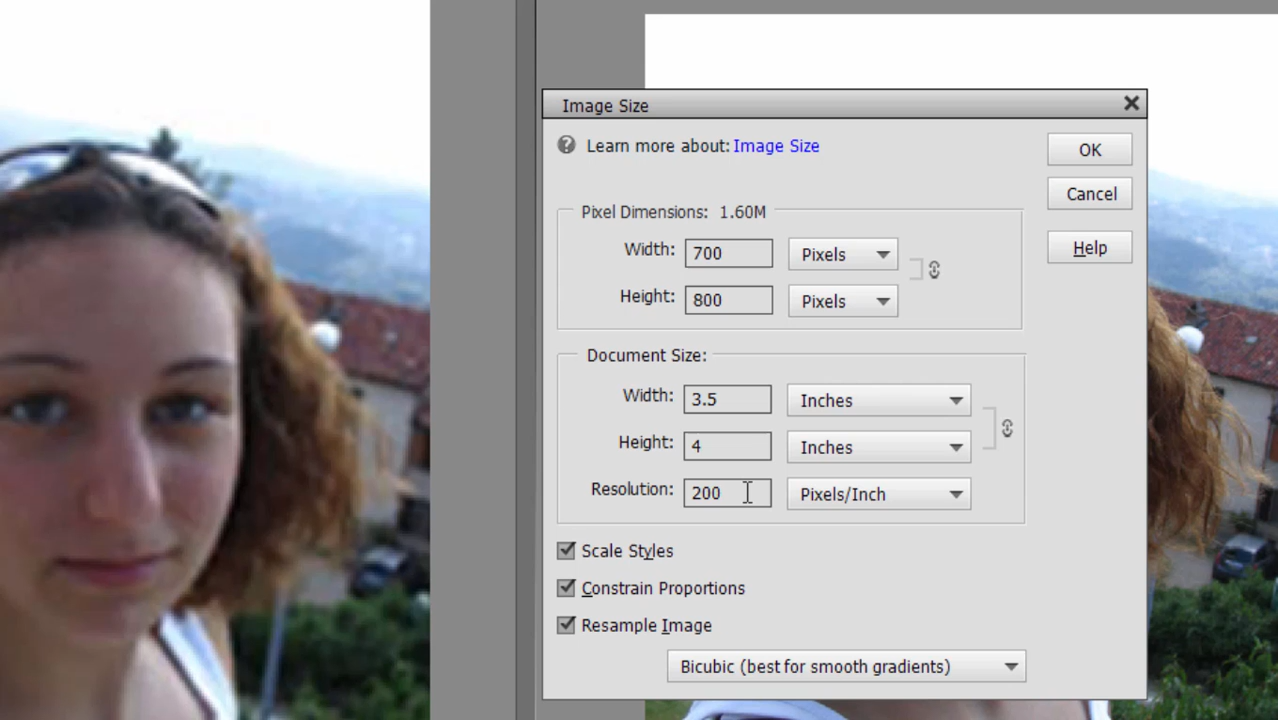 Image Size
Learn more about: Image Size
OK
Cancel
Help
Pixel Dimensions: 1.60M
Width: 700 Pixels
Height: 800 Pixels
Document Size:
Width: 3.5 Inches
Height: 4 Inches
Resolution: 200 Pixels/Inch
Scale Styles
Constrain Proportions
Resample Image
Bicubic (best for smooth gradients)